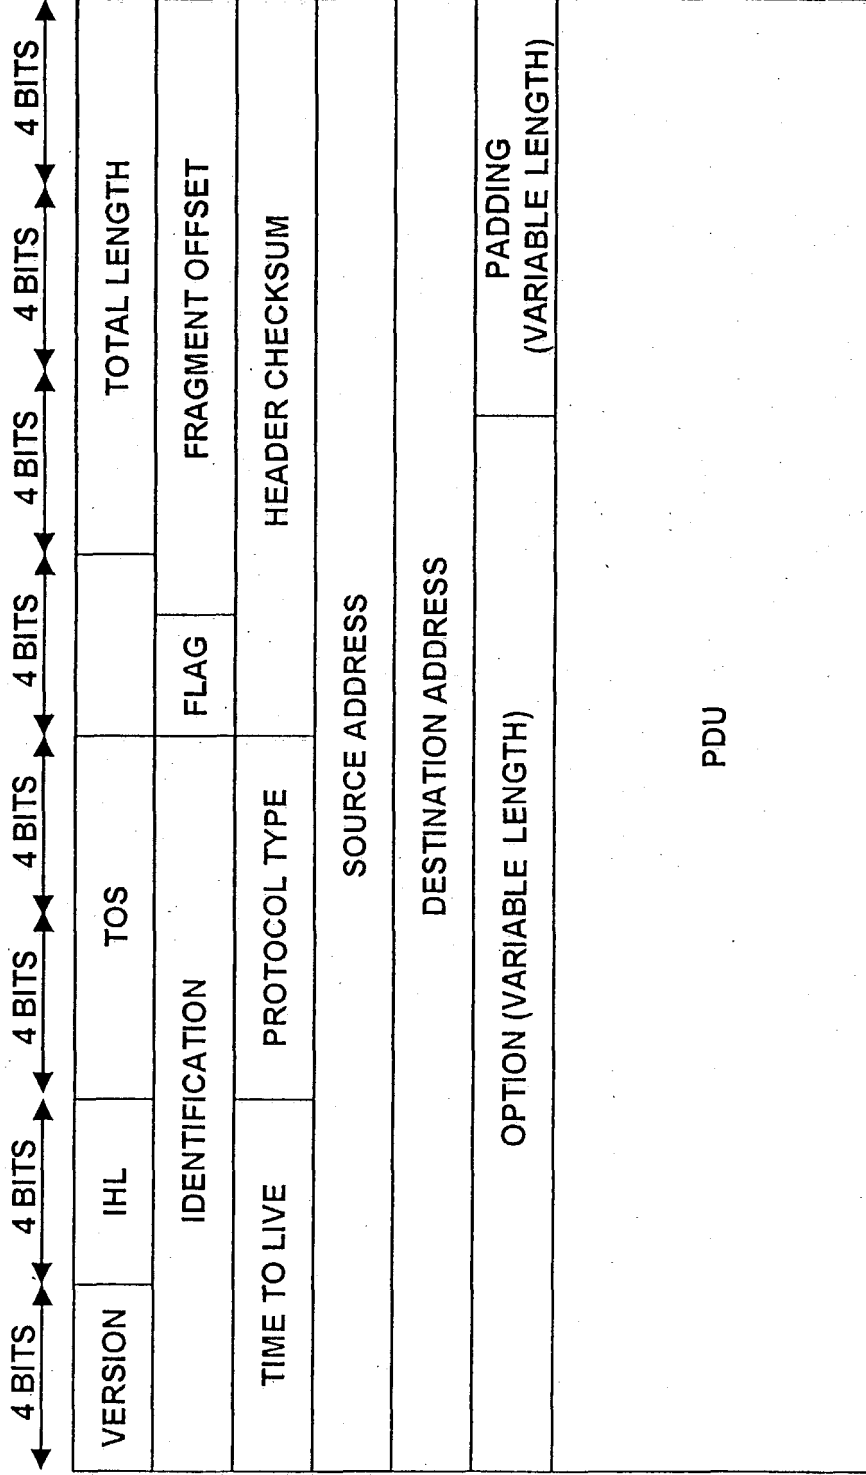 4 BITS 4 BITS 4 BITS 4 BITS 4 BITS 4 BITS 4 BITS 4 BITS
VERSION IHL TOS TOTAL LENGTH
IDENTIFICATION FLAG FRAGMENT OFFSET
TIME TO LIVE PROTOCOL TYPE HEADER CHECKSUM
SOURCE ADDRESS
DESTINATION ADDRESS
OPTION (VARIABLE LENGTH) PADDING
(VARIABLE LENGTH)
PDU